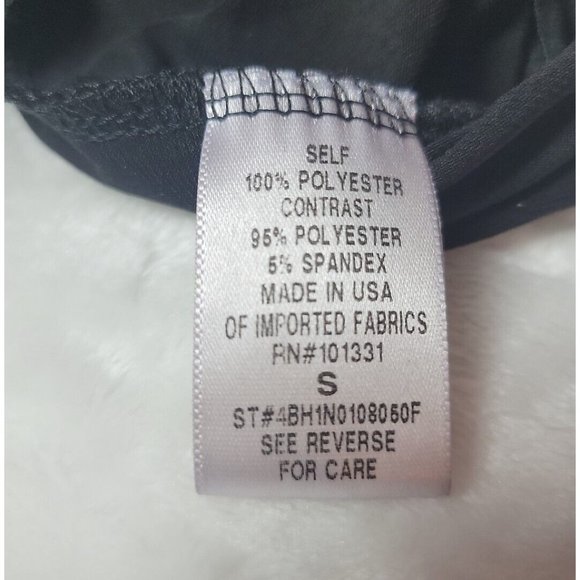 SELF
100% POLYESTER
CONTRAST
95% POLYESTER
5% SPANDEX
MADE IN USA
OF IMPORTED FABRICS
RN#101331
S
ST#4BH1N0108060F
SEE REVERSE
FOR CARE